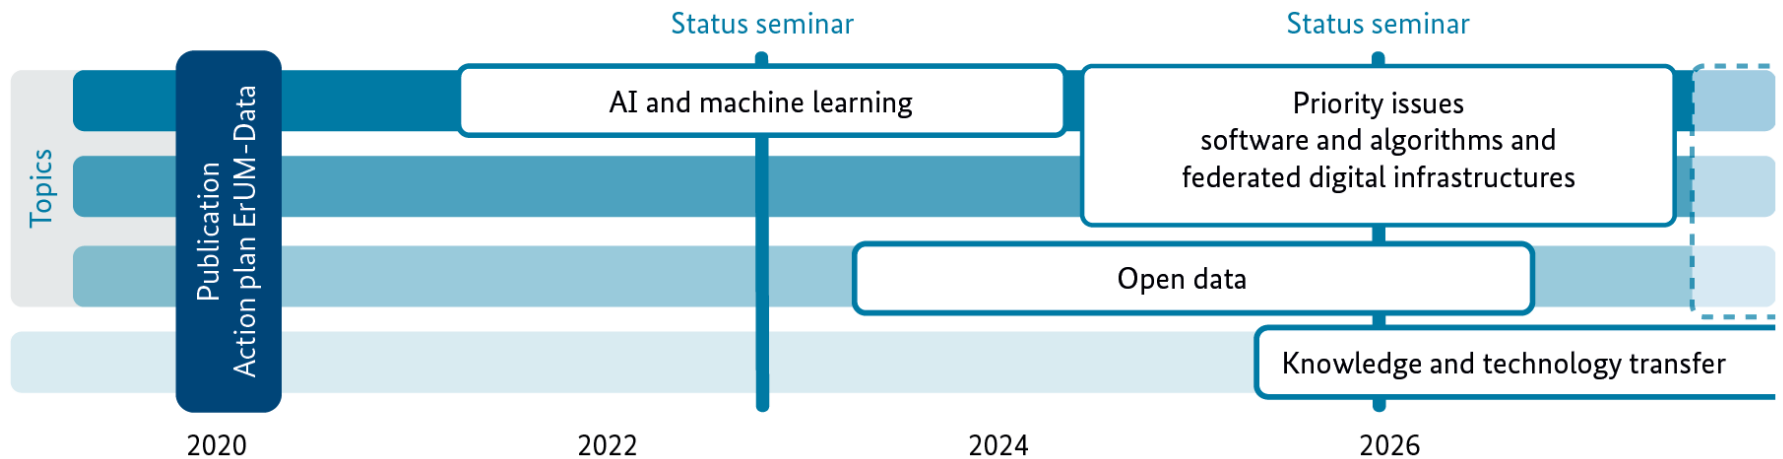 Status seminar
Status seminar
Topics
Publication
Action plan ErUM-Data
AI and machine learning
Priority issues
software and algorithms and
federated digital infrastructures
Open data
Knowledge and technology transfer
2020
2022
2024
2026